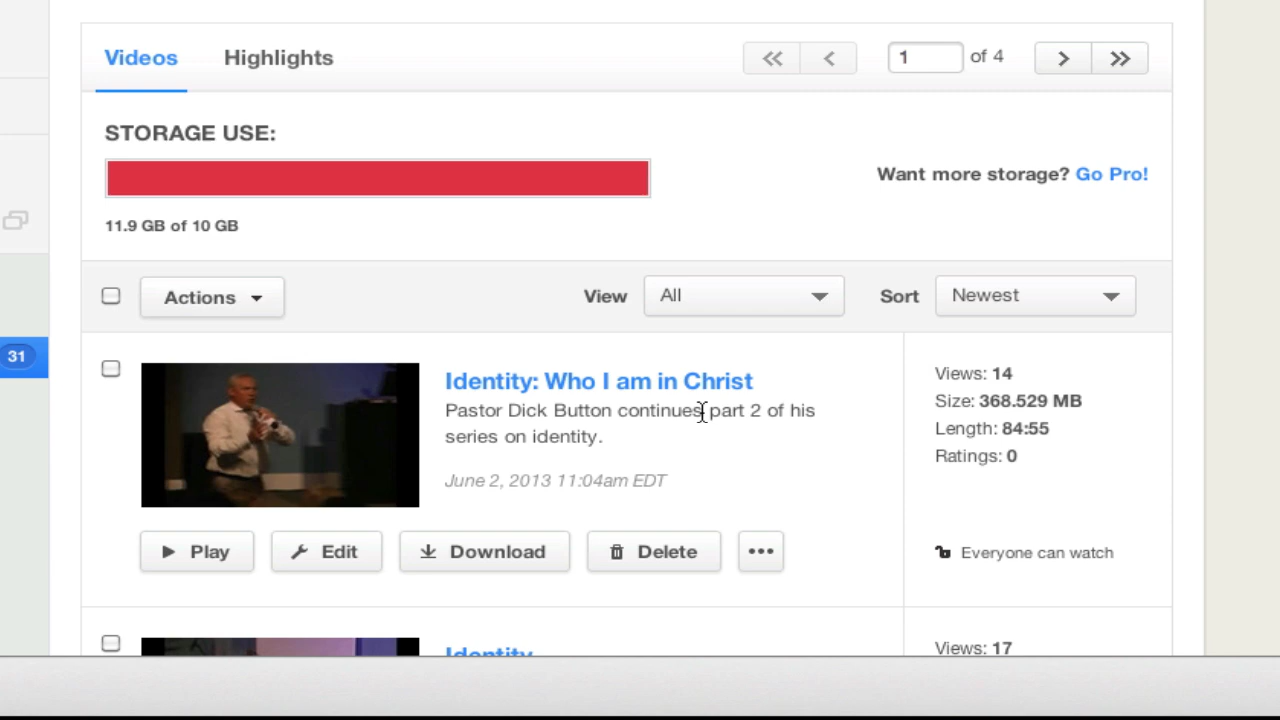 Videos Highlights 1 of 4
STORAGE USE:
Want more storage? Go Pro!
11.9 GB of 10 GB
Actions View All Sort Newest
31
Identity: Who I am in Christ
Pastor Dick Button continues part 2 of his
series on identity.
June 2, 2013 11:04am EDT
Views: 14
Size: 368.529 MB
Length: 84:55
Ratings: 0
Play Edit Download Delete •••
Everyone can watch
Identity
Views: 17